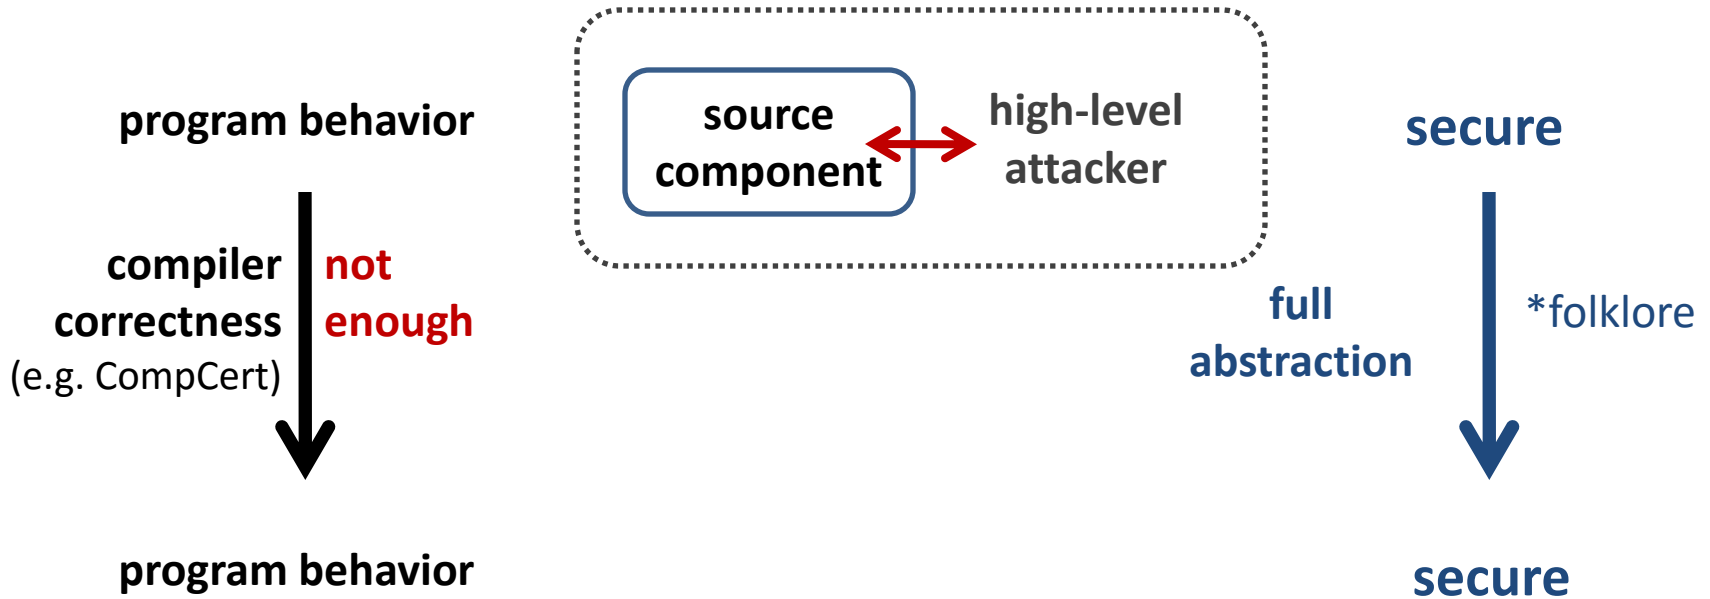 program behavior
source
component
high-level
attacker
secure
compiler
correctness
(e.g. CompCert)
not
enough
full
abstraction
*folklore
program behavior
secure